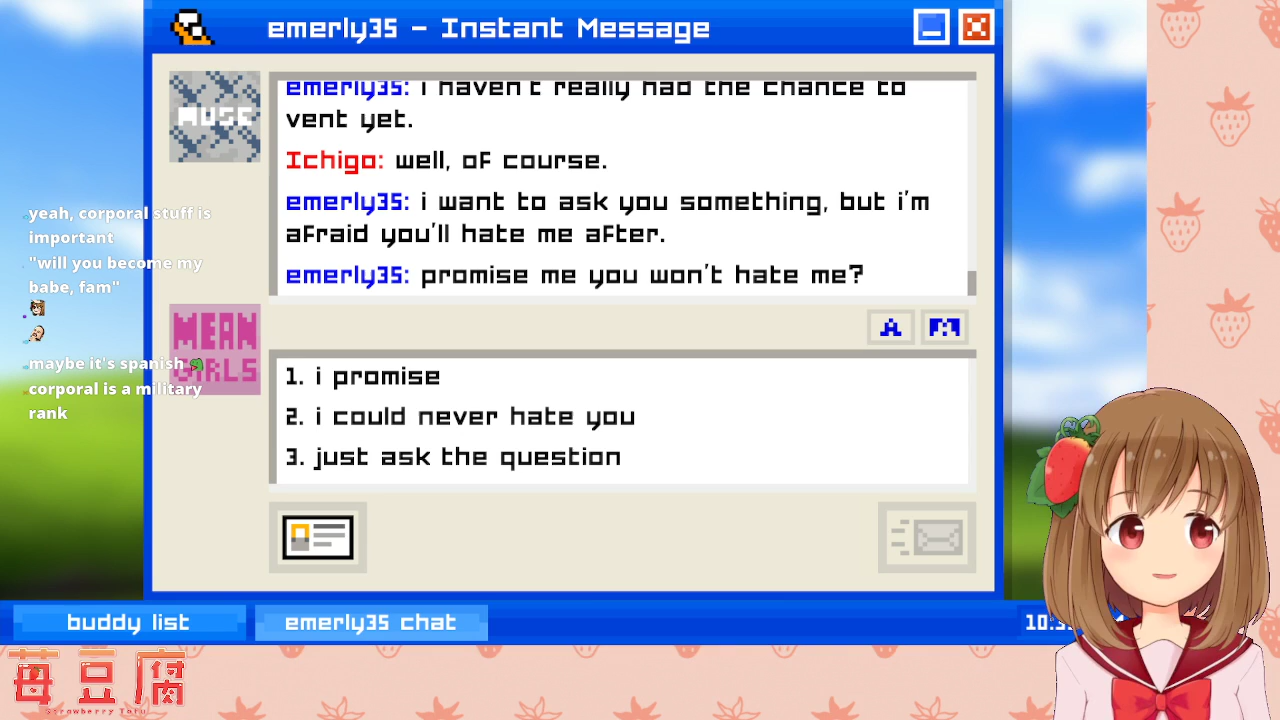 emerly35 - Instant Message
emerly35: i haven't really had the chance to
vent yet.
Ichigo: well, of course.
emerly35: i want to ask you something, but i'm
afraid you'll hate me after.
emerly35: promise me you won't hate me?
MUSE
yeah, corporal stuff is
important
"will you become my
babe, fam"
maybe it's spanish
corporal is a military
rank
MEAN
GIRLS
A
M
1. i promise
2. i could never hate you
3. just ask the question
buddy list
emerly35 chat
苺豆腐
Strawberry Tofu